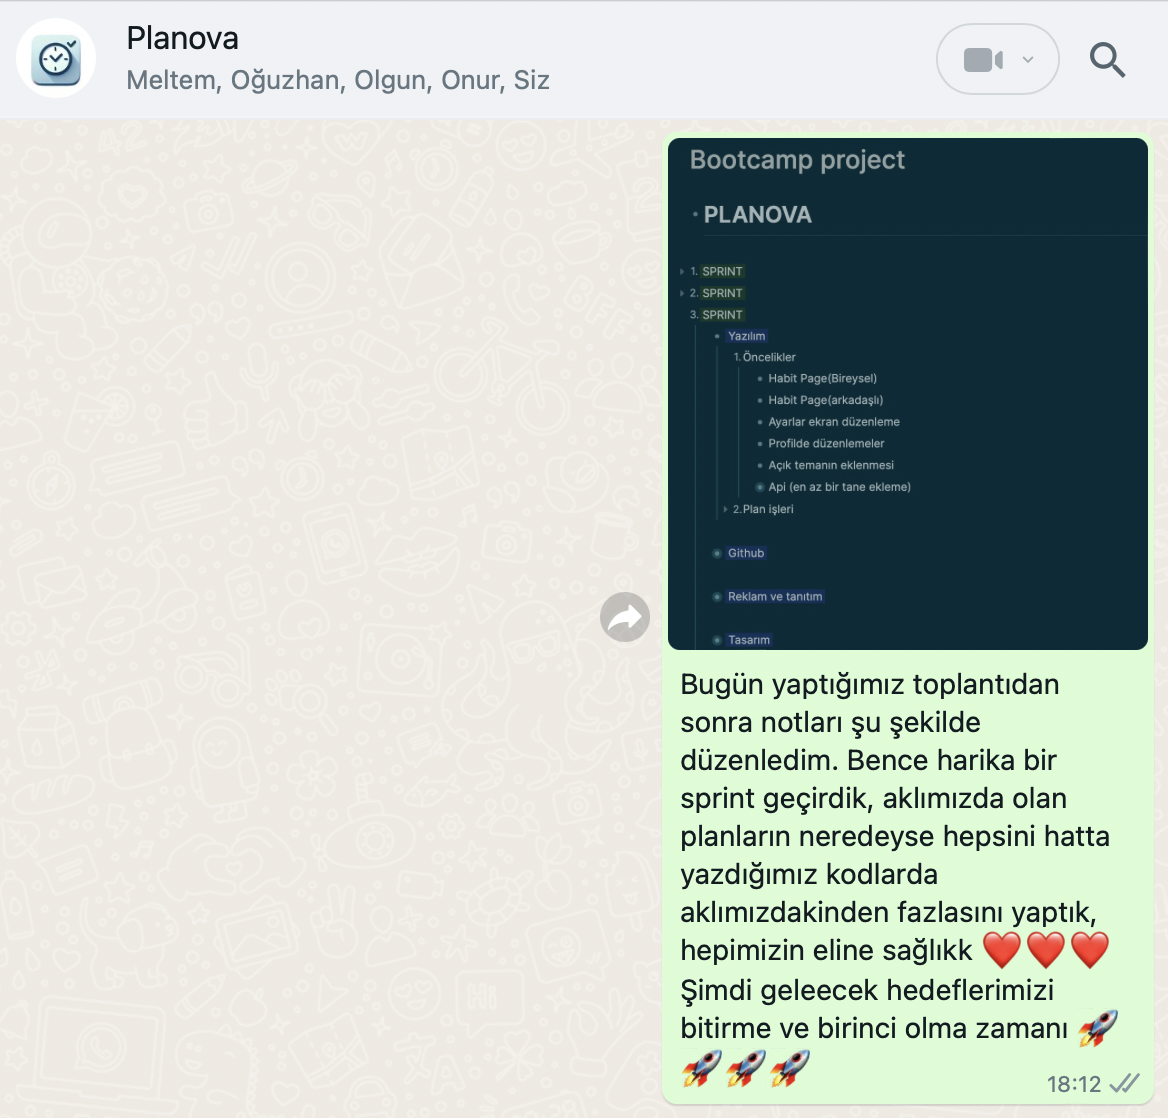 Planova
Meltem, Oğuzhan, Olgun, Onur, Siz
Bootcamp project
• PLANOVA
1. SPRINT
2. SPRINT
3. SPRINT
• Yazılım
1. Öncelikler
• Habit Page(Bireysel)
• Habit Page(arkadaşlı)
• Ayarlar ekran düzenleme
• Profilde düzenlemeler
• Açık temanın eklenmesi
• Api (en az bir tane ekleme)
2.Plan işleri
• Github
• Reklam ve tanıtım
• Tasarım
Bugün yaptığımız toplantıdan
sonra notları şu şekilde
düzenledim. Bence harika bir
sprint geçirdik, aklımızda olan
planların neredeyse hepsini hatta
yazdığımız kodlarda
aklımızdakinden fazlasını yaptık,
hepimizin eline sağlıkk ❤️❤️❤️
Şimdi geleecek hedeflerimizi
bitirme ve birinci olma zamanı 🚀
🚀🚀🚀
18:12